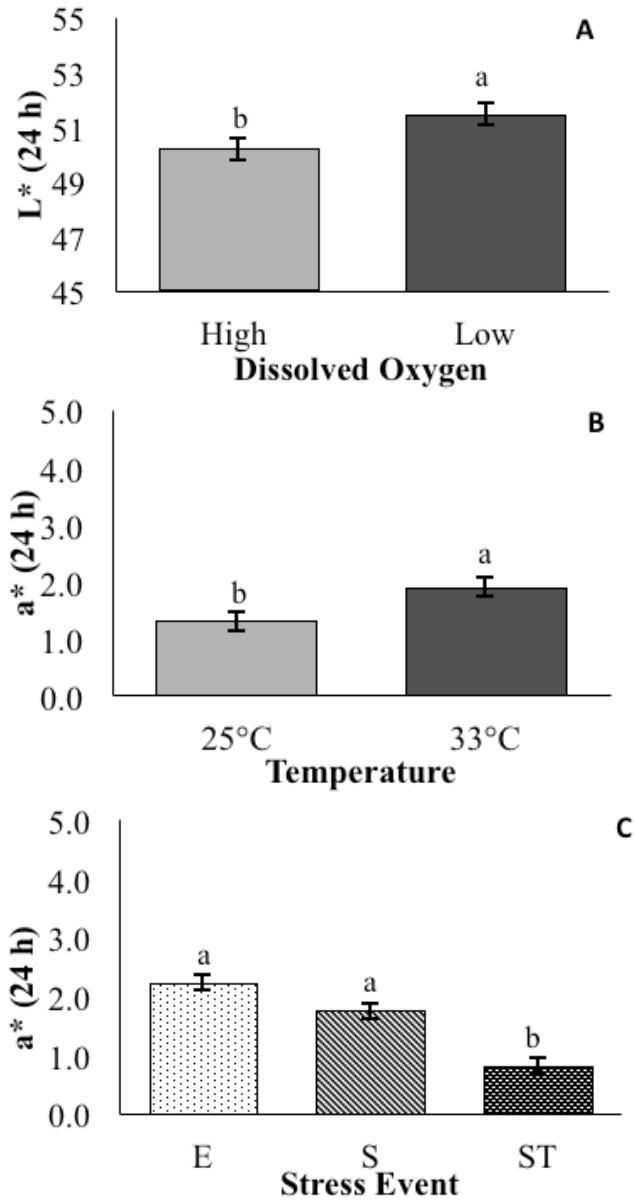 A
L* (24 h)
55
53
51
49
47
45
b
a
High
Low
Dissolved Oxygen
B
a* (24 h)
5.0
4.0
3.0
2.0
1.0
0.0
b
a
25°C
33°C
Temperature
C
a* (24 h)
5.0
4.0
3.0
2.0
1.0
0.0
a
a
b
E
S
ST
Stress Event